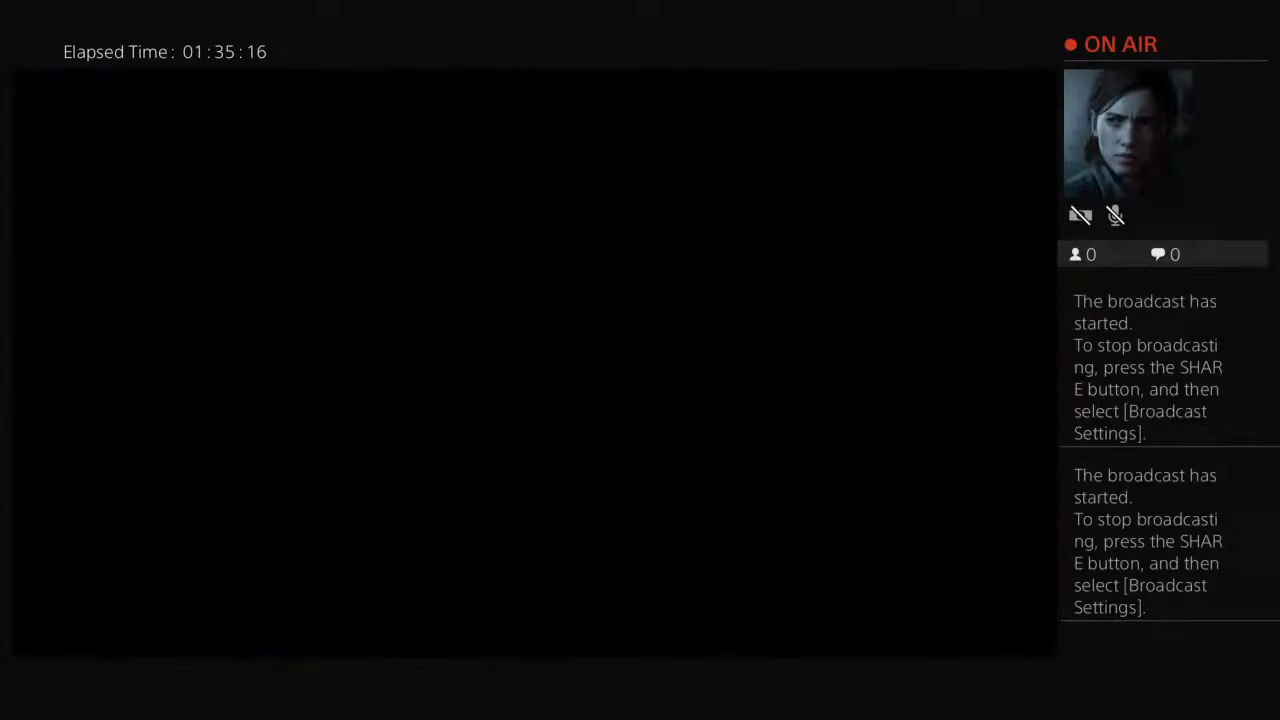 Elapsed Time: 01:35:16
ON AIR
0
0
The broadcast has
started.
To stop broadcasti
ng, press the SHAR
E button, and then
select [Broadcast
Settings].
The broadcast has
started.
To stop broadcasti
ng, press the SHAR
E button, and then
select [Broadcast
Settings].